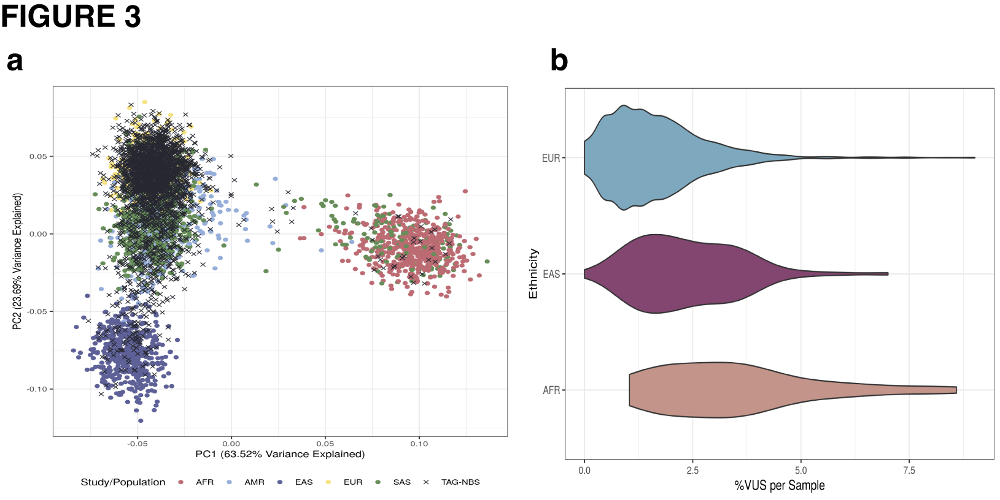 FIGURE 3
a
PC2 (23.69% Variance Explained)
0.05
0.00
-0.05
-0.10
-0.05
0.00
0.05
0.10
PC1 (63.52% Variance Explained)
Study/Population AFR AMR EAS EUR SAS TAG-NBS
b
Ethnicity
EUR
EAS
AFR
0.0
2.5
5.0
7.5
%VUS per Sample